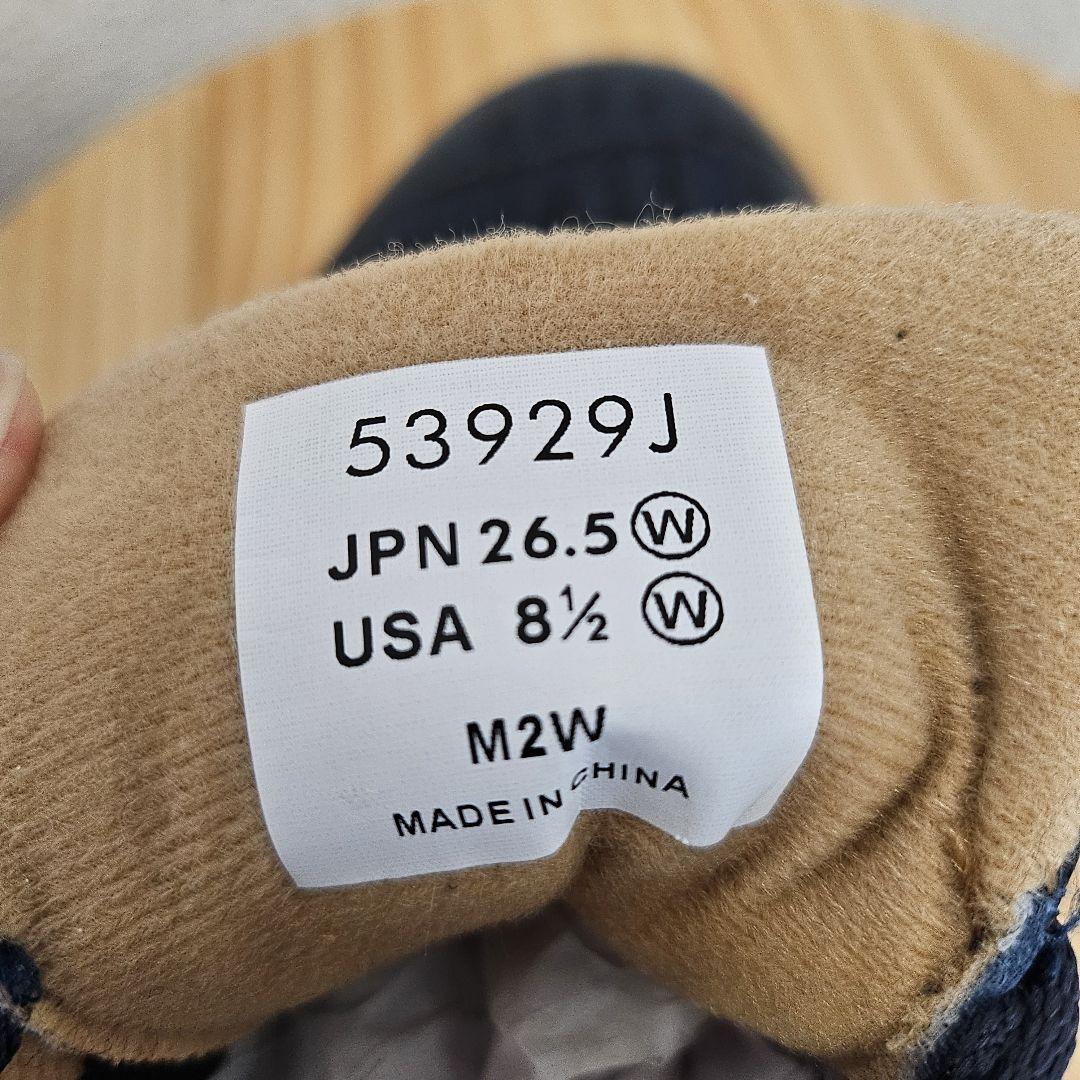 53929J
JPN 26.5 Ⓦ
USA 8½ Ⓦ
M2W
MADE IN CHINA